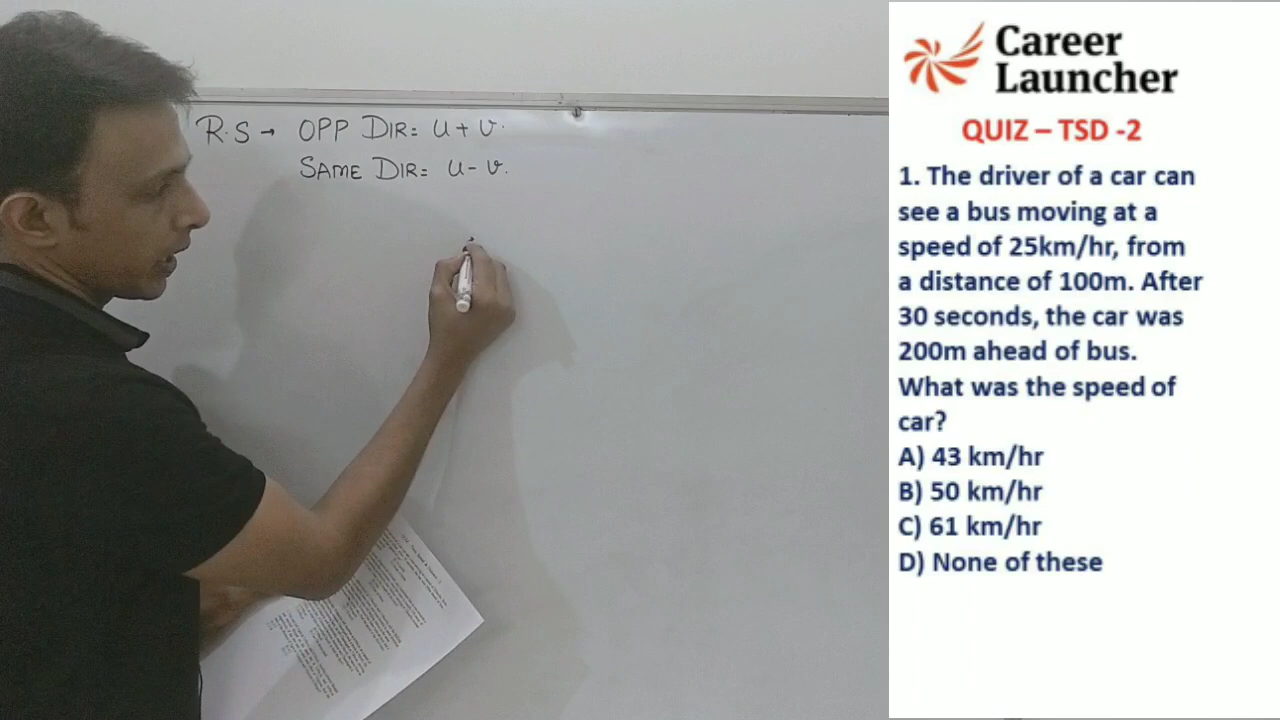 R.S → OPP DIR= u + v.
SAME DIR= u - v.
Career
Launcher
QUIZ – TSD -2
1. The driver of a car can
see a bus moving at a
speed of 25km/hr, from
a distance of 100m. After
30 seconds, the car was
200m ahead of bus.
What was the speed of
car?
A) 43 km/hr
B) 50 km/hr
C) 61 km/hr
D) None of these